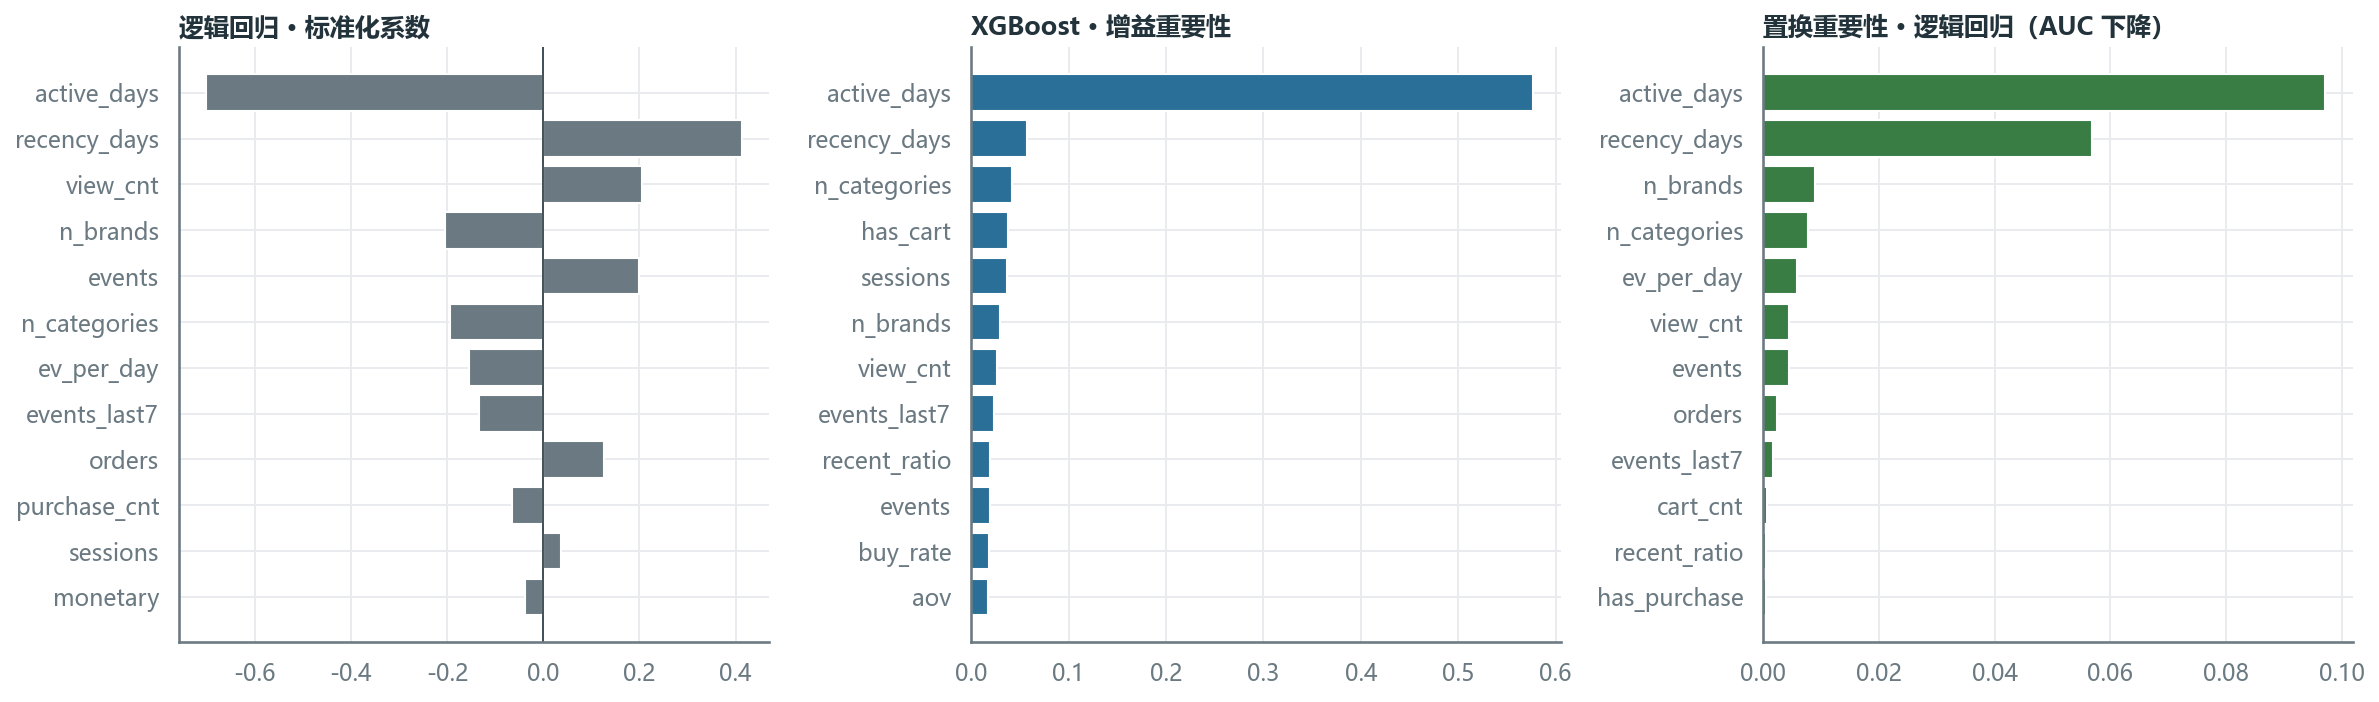 逻辑回归 • 标准化系数
active_days
recency_days
view_cnt
n_brands
events
n_categories
ev_per_day
events_last7
orders
purchase_cnt
sessions
monetary
-0.6 -0.4 -0.2 0.0 0.2 0.4
XGBoost • 增益重要性
active_days
recency_days
n_categories
has_cart
sessions
n_brands
view_cnt
events_last7
recent_ratio
events
buy_rate
aov
0.0 0.1 0.2 0.3 0.4 0.5 0.6
置换重要性 • 逻辑回归（AUC 下降）
active_days
recency_days
n_brands
n_categories
ev_per_day
view_cnt
events
orders
events_last7
cart_cnt
recent_ratio
has_purchase
0.00 0.02 0.04 0.06 0.08 0.10